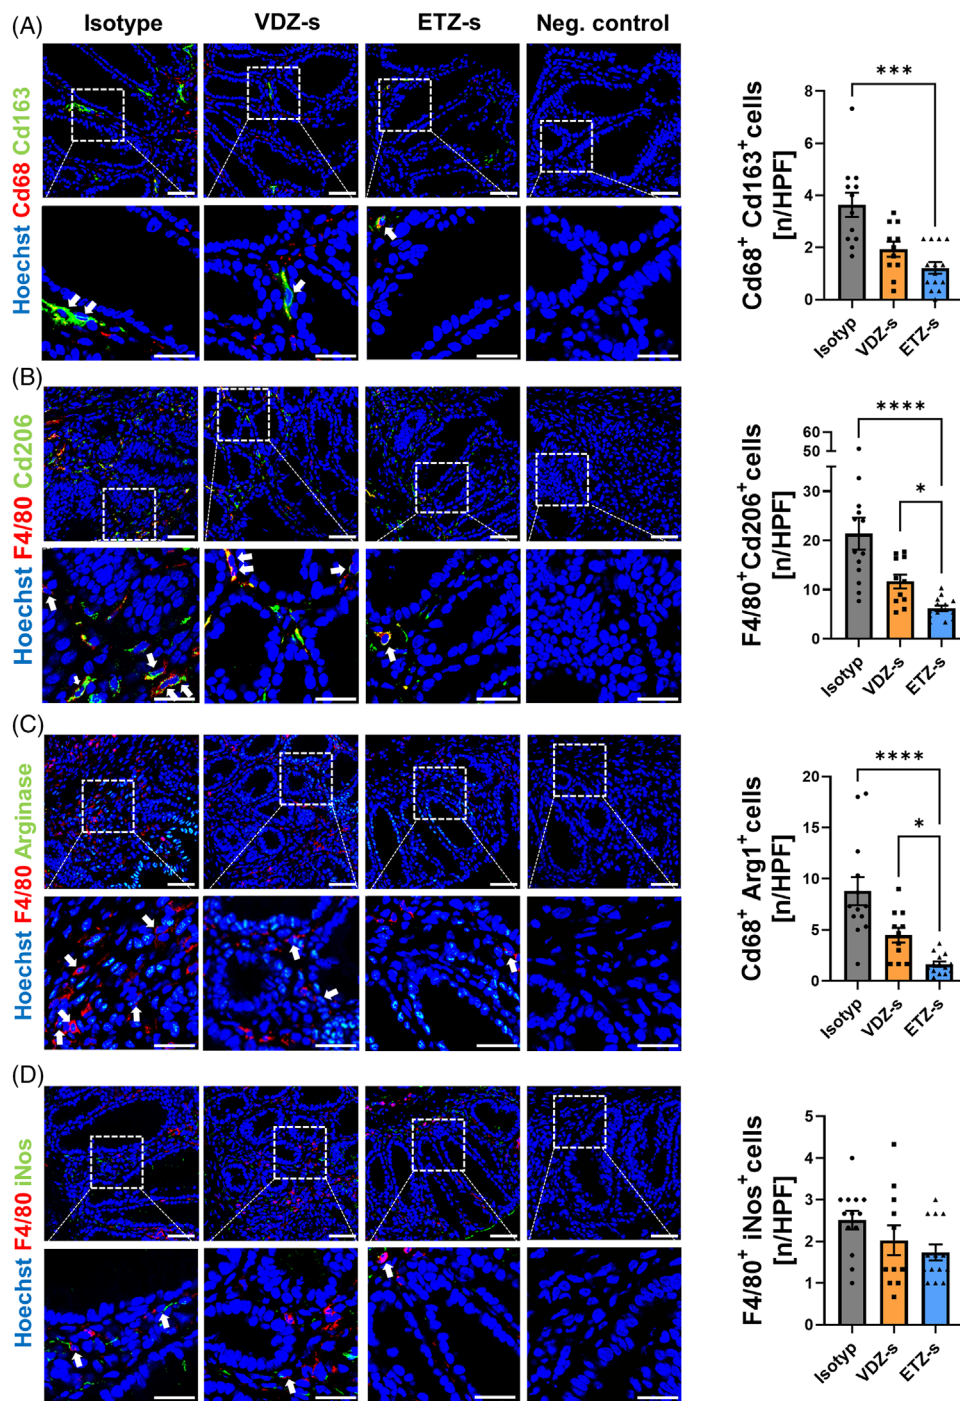 (A)
Isotype VDZ-s ETZ-s Neg. control
Hoechst Cd68 Cd163
Cd68+ Cd163+cells
[n/HPF]
8
6
4
2
0
***
Isotyp VDZ-s ETZ-s
(B)
Hoechst F4/80 Cd206
F4/80+Cd206+cells
[n/HPF]
60
50
30
20
10
0
****
*
Isotyp VDZ-s ETZ-s
(C)
Hoechst F4/80 Arginase
Cd68+ Arg1+cells
[n/HPF]
20
15
10
5
0
****
*
Isotyp VDZ-s ETZ-s
(D)
Hoechst F4/80 iNos
F4/80+ iNos+cells
[n/HPF]
5
4
3
2
1
0
Isotyp VDZ-s ETZ-s